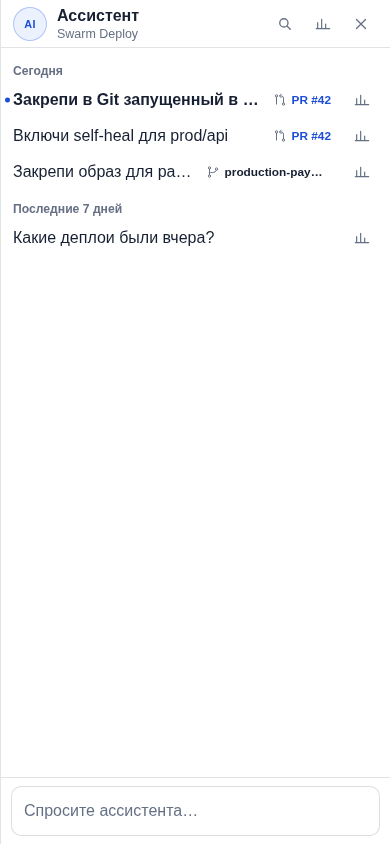 AI
Ассистент
Swarm Deploy
Сегодня
Закрепи в Git запущенный в … PR #42
Включи self-heal для prod/api PR #42
Закрепи образ для ра… production-pay…
Последние 7 дней
Какие деплои были вчера?
Спросите ассистента…